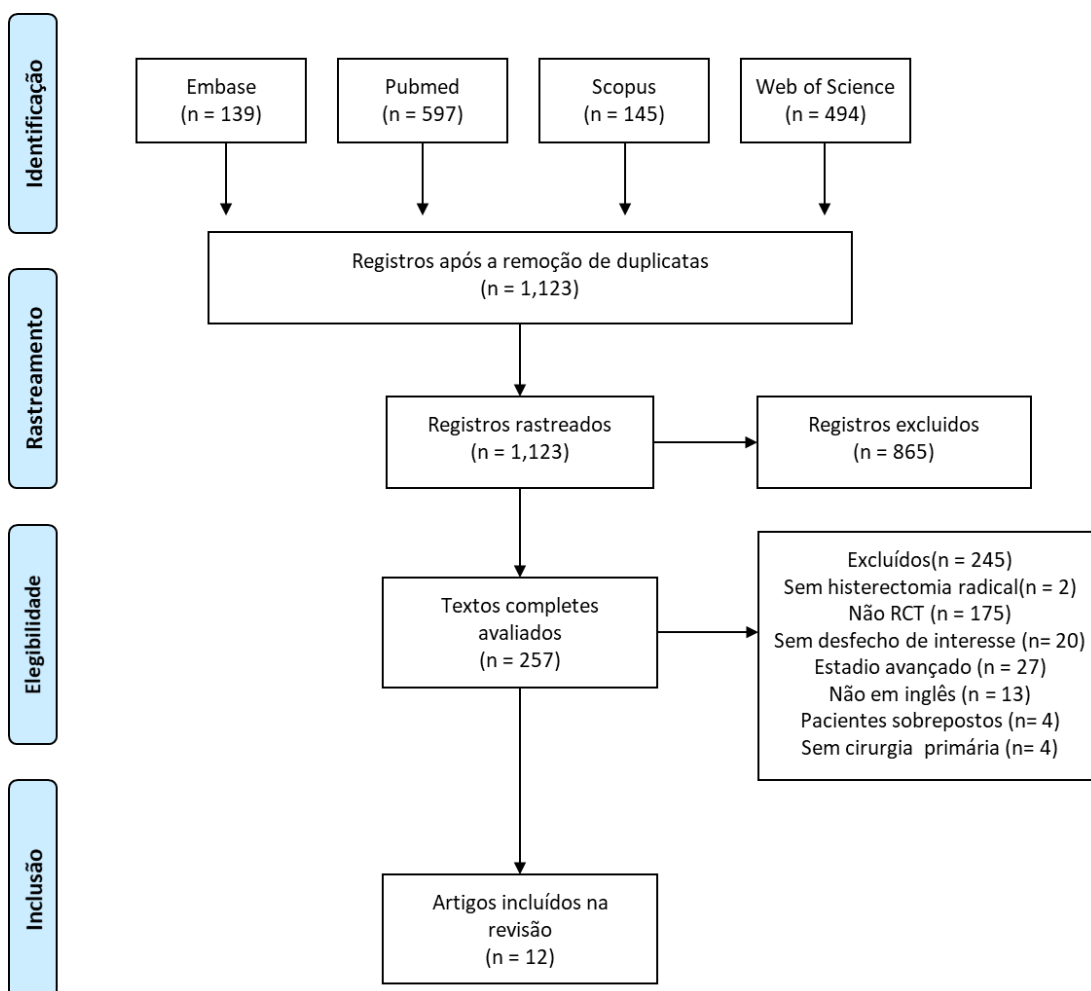 Identificação
Embase
(n = 139)
Pubmed
(n = 597)
Scopus
(n = 145)
Web of Science
(n = 494)
Registros após a remoção de duplicatas
(n = 1,123)
Rastreamento
Registros rastreados
(n = 1,123)
Registros excluidos
(n = 865)
Elegibilidade
Textos completes
avaliados
(n = 257)
Excluídos(n = 245)
Sem histerectomia radical(n = 2)
Não RCT (n = 175)
Sem desfecho de interesse (n= 20)
Estadio avançado (n = 27)
Não em inglês (n = 13)
Pacientes sobrepostos (n= 4)
Sem cirurgia  primária (n= 4)
Inclusão
Artigos incluídos na
revisão
(n = 12)